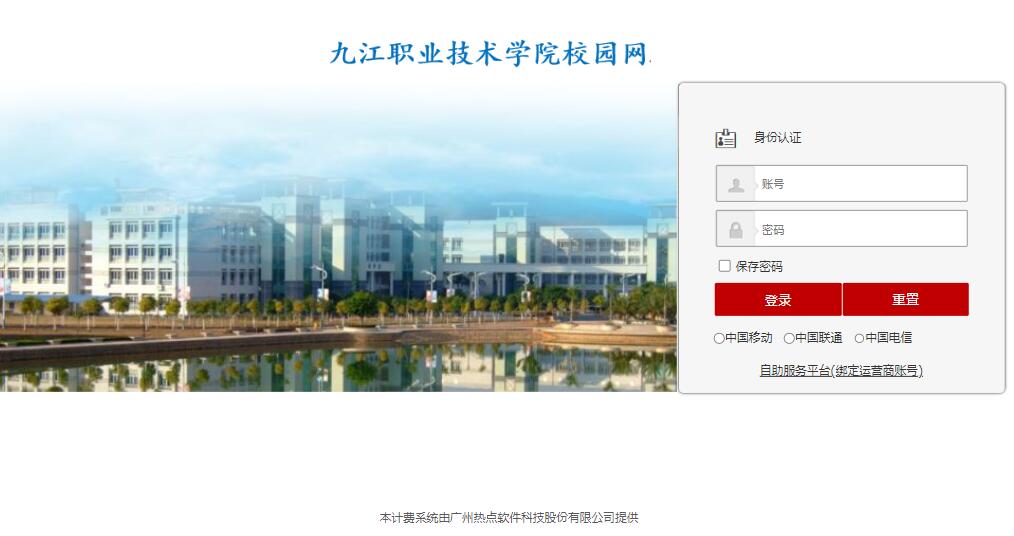 九江职业技术学院校园网
身份认证
账号
密码
保存密码
登录 重置
中国移动 中国联通 中国电信
自助服务平台(绑定运营商账号)
本计费系统由广州热点软件科技股份有限公司提供